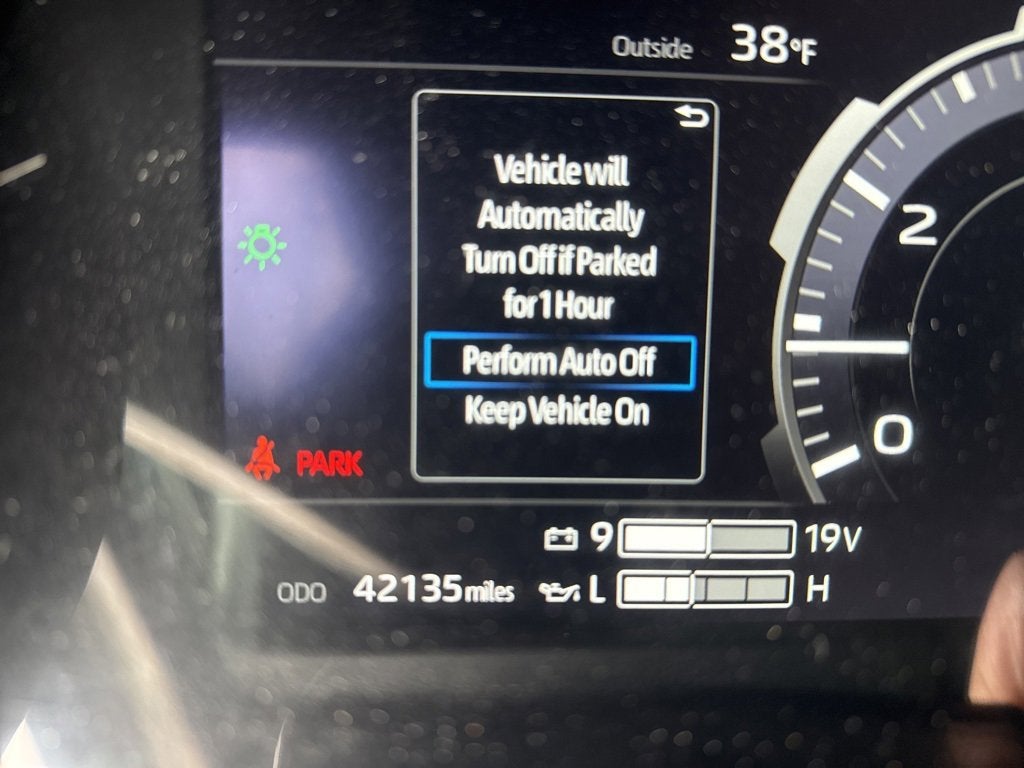 Outside 38°F
Vehicle will
Automatically
Turn Off if Parked
for 1 Hour
Perform Auto Off
Keep Vehicle On
2
0
PARK
9 19V
ODO 42135 miles L H